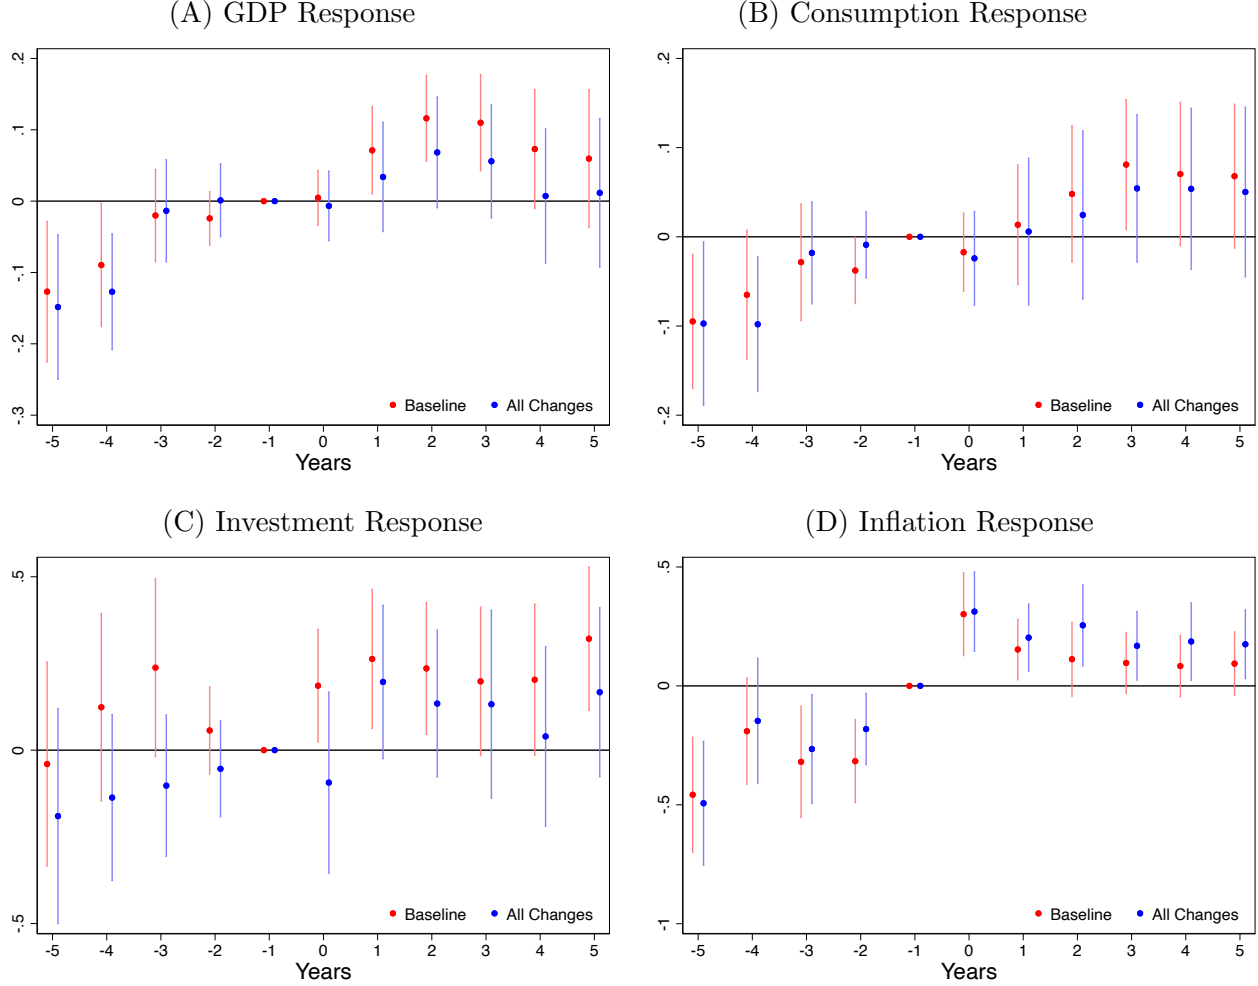 (A) GDP Response
.2
.1
0
-.1
-.2
-.3
Baseline All Changes
-5 -4 -3 -2 -1 0 1 2 3 4 5
Years
(B) Consumption Response
.2
.1
0
-.1
-.2
Baseline All Changes
-5 -4 -3 -2 -1 0 1 2 3 4 5
Years
(C) Investment Response
.5
0
-.5
Baseline All Changes
-5 -4 -3 -2 -1 0 1 2 3 4 5
Years
(D) Inflation Response
.5
0
-.5
-1
Baseline All Changes
-5 -4 -3 -2 -1 0 1 2 3 4 5
Years